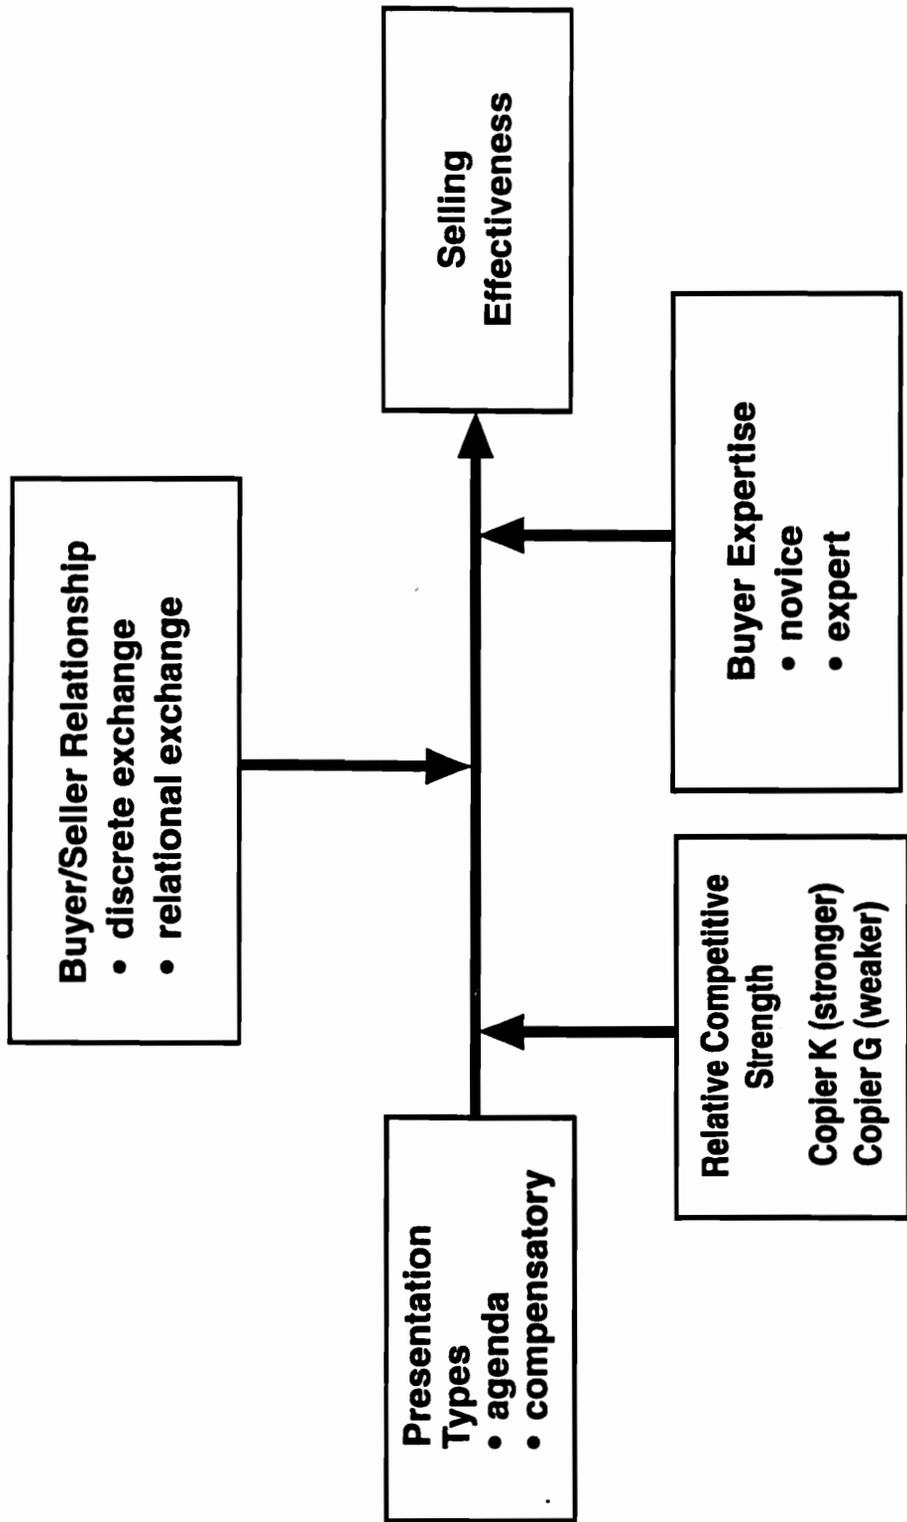 Buyer/Seller Relationship
• discrete exchange
• relational exchange
Presentation
Types
• agenda
• compensatory
Selling
Effectiveness
Relative Competitive
Strength
Copier K (stronger)
Copier G (weaker)
Buyer Expertise
• novice
• expert